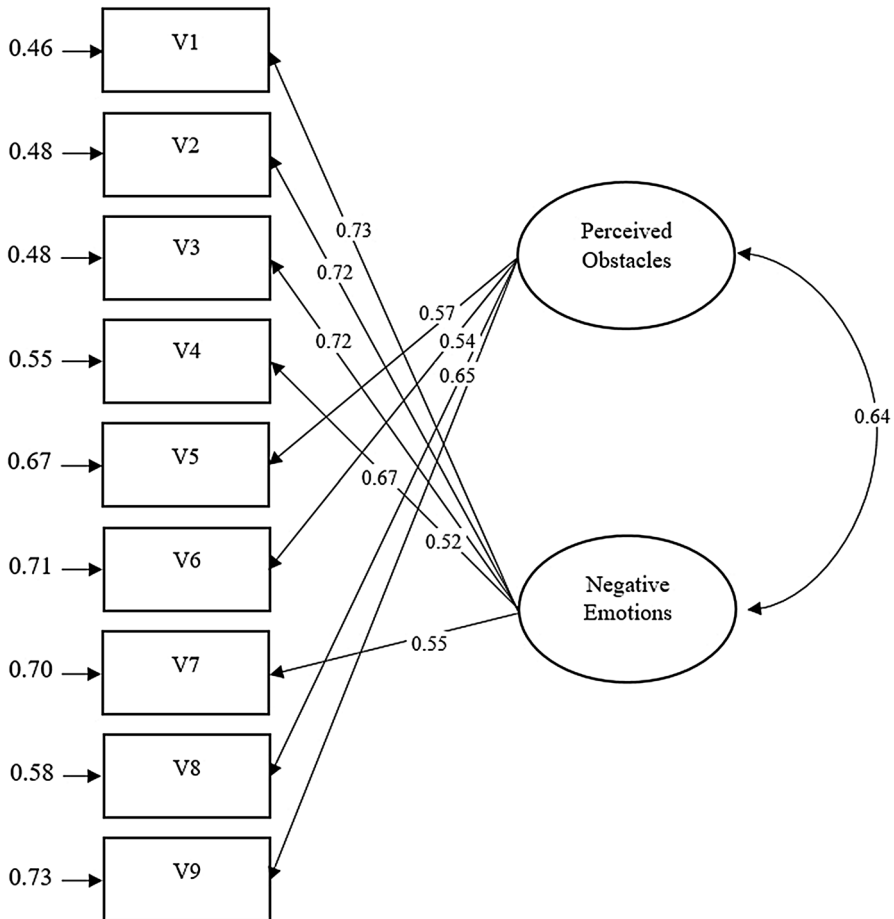 0.46
V1
0.48
V2
0.48
V3
0.55
V4
0.67
V5
0.71
V6
0.70
V7
0.58
V8
0.73
V9
0.73
0.72
0.72
0.57
0.54
0.65
0.67
0.52
0.55
Perceived
Obstacles
0.64
Negative
Emotions